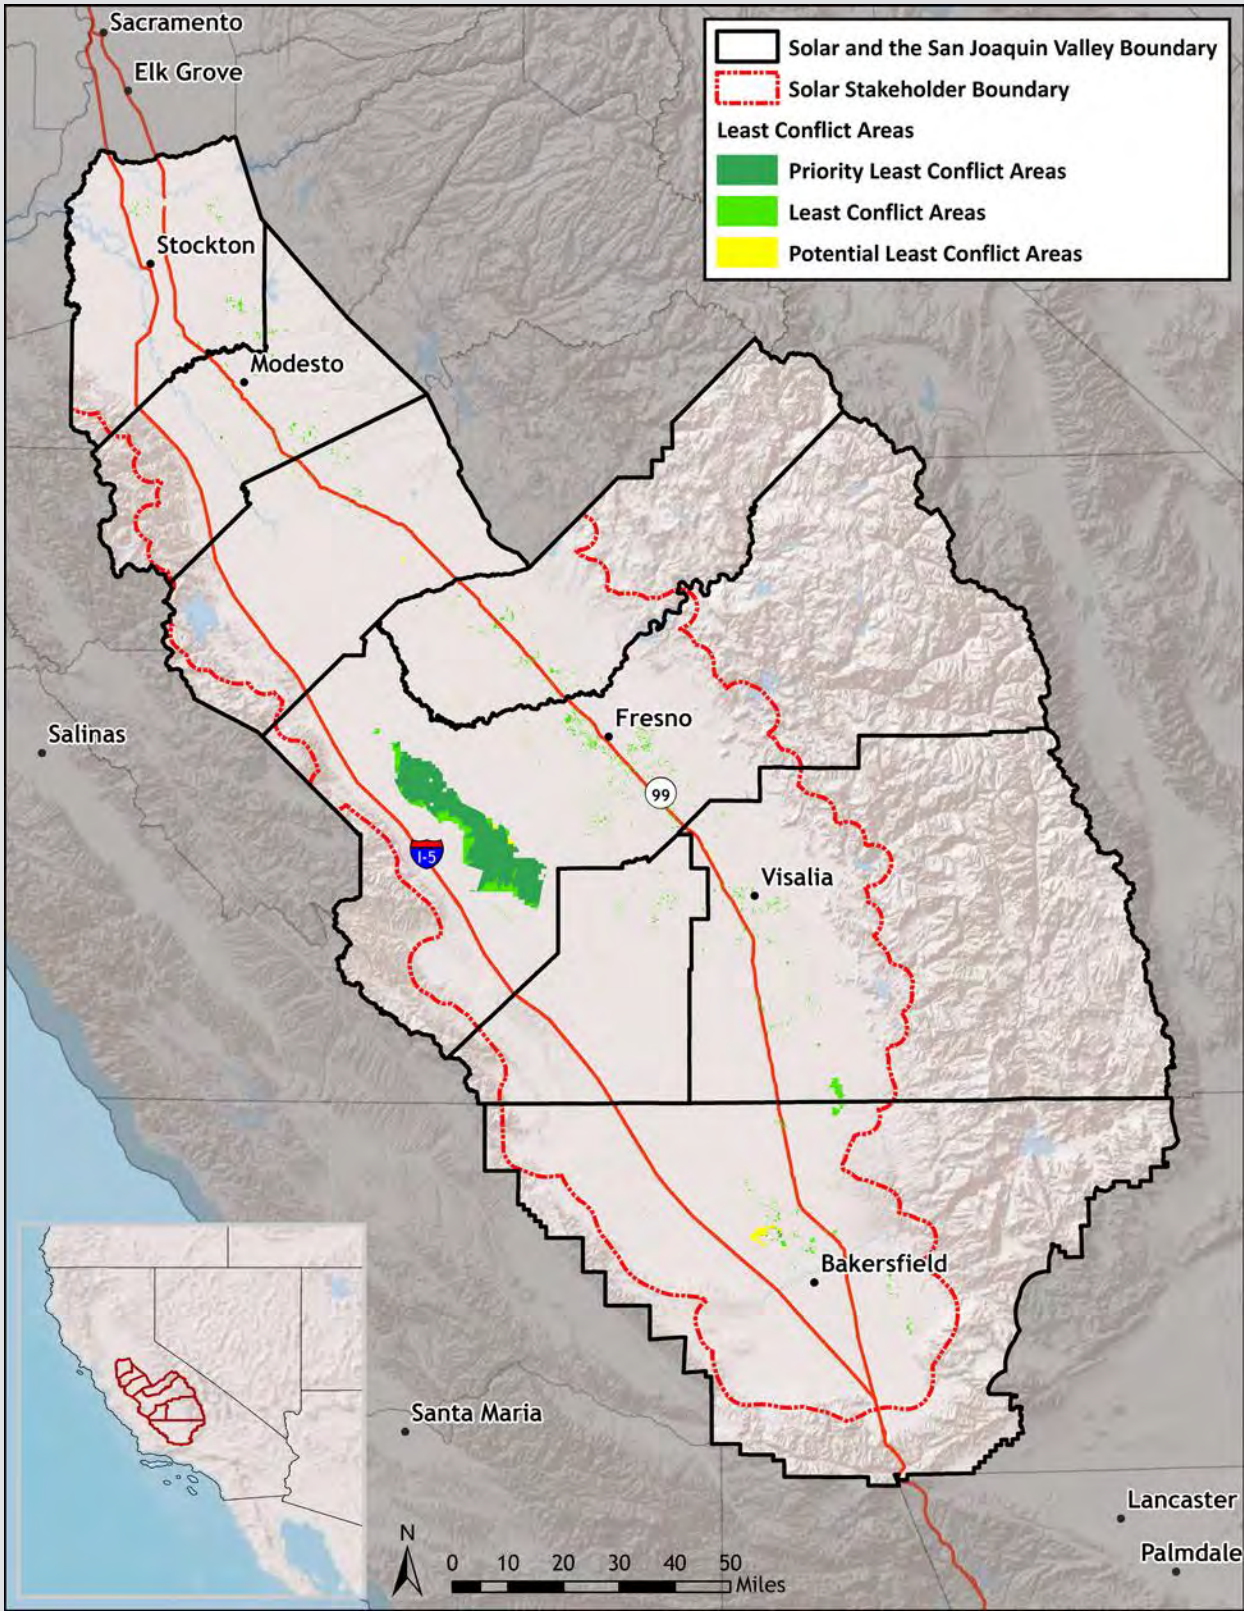 Sacramento
Elk Grove
Solar and the San Joaquin Valley Boundary
Solar Stakeholder Boundary
Least Conflict Areas
Priority Least Conflict Areas
Least Conflict Areas
Potential Least Conflict Areas
Stockton
Modesto
Salinas
Fresno
99
I-5
Visalia
Bakersfield
Santa Maria
Lancaster
Palmdale
N
0 10 20 30 40 50
Miles